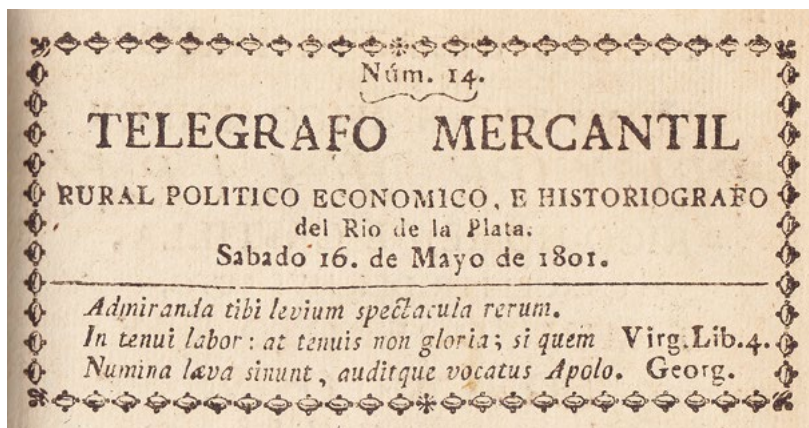 Núm. 14.
TELEGRAFO MERCANTIL
RURAL POLITICO ECONOMICO, E HISTORIOGRAFO
del Rio de la Plata.
Sabado 16. de Mayo de 1801.
Admiranda tibi levium spectacula rerum.
In tenui labor: at tenuis non gloria; si quem Virg. Lib. 4.
Numina læva sinunt, auditque vocatus Apolo. Georg.